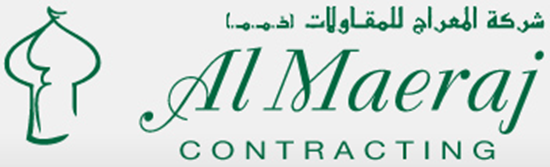 شركة المعراج للمقاولات (ذ.م.م.)
Al Maeraj
CONTRACTING